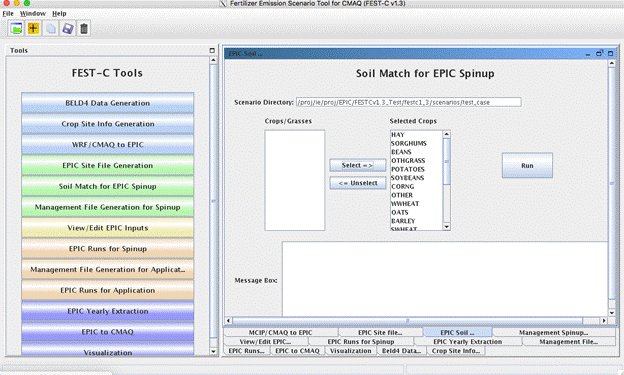 Fertilizer Emission Scenario Tool for CMAQ (FEST-C v1.3)
File Window Help
Tools
FEST-C Tools
BELD4 Data Generation
Crop Site Info Generation
WRF/CMAQ to EPIC
EPIC Site File Generation
Soil Match for EPIC Spinup
Management File Generation for Spinup
View/Edit EPIC Inputs
EPIC Runs for Spinup
Management File Generation for Applicat...
EPIC Runs for Application
EPIC Yearly Extraction
EPIC to CMAQ
Visualization
EPIC Soil ...
Soil Match for EPIC Spinup
Scenario Directory: /proj/ie/proj/EPIC/FESTCv1.3_Test/festc1_3/scenarios/test_case
Crops/Grasses
Selected Crops
Select =>
<= Unselect
HAY
SORGHUMS
BEANS
OTHGRASS
POTATOES
SOYBEANS
CORNG
OTHER
WWHEAT
OATS
BARLEY
SWHEAT
Run
Message Box:
MCIP/CMAQ to EPIC EPIC Site file... EPIC Soil ... Management Spinup...
View/Edit EPIC... EPIC Runs for Spinup EPIC Yearly Extraction Management File...
EPIC Runs... EPIC to CMAQ Visualization Beld4 Data... Crop Site Info...